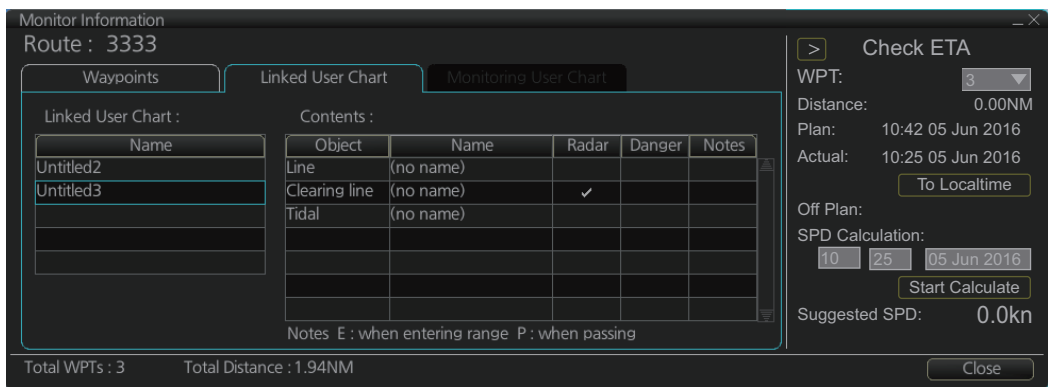 Monitor Information
Route : 3333
Waypoints
Linked User Chart
Monitoring User Chart
Linked User Chart :
Name
Untitled2
Untitled3
Contents :
Object Name Radar Danger Notes
Line (no name)
Clearing line (no name) ✓
Tidal (no name)
Notes E : when entering range P : when passing
Total WPTs : 3 Total Distance : 1.94NM
> Check ETA
WPT: 3
Distance: 0.00NM
Plan: 10:42 05 Jun 2016
Actual: 10:25 05 Jun 2016
To Localtime
Off Plan:
SPD Calculation:
10 25 05 Jun 2016
Start Calculate
Suggested SPD: 0.0kn
Close